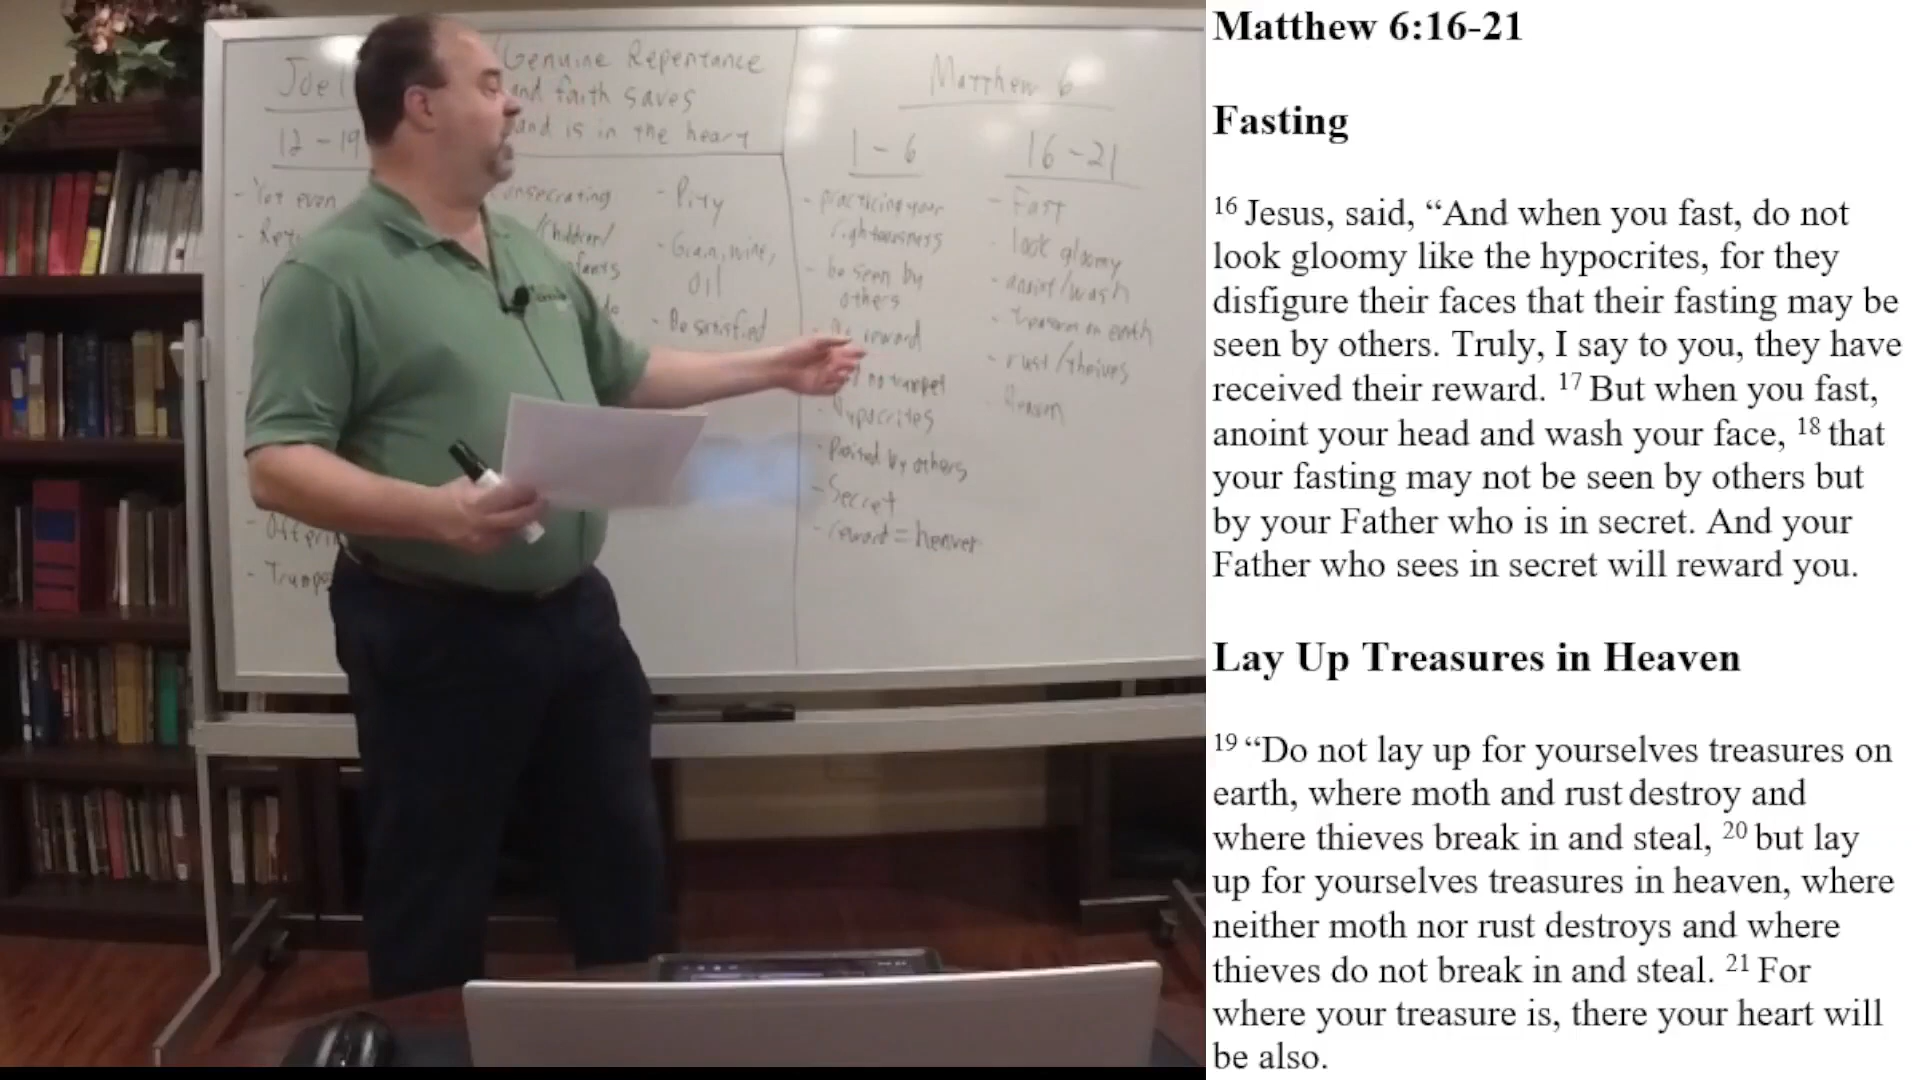 Joel
12-19
- Yet even
- Offerin
- Trumpe
Genuine Repentance
and faith saves
and is in the heart
onsecrating
/Children/
infants
- Pity
- Grain, wine,
oil
- Be satisfied
Matthew 6
1-6
- practicing your
righteousness
- be seen by
others
reward
no trumpet
- Hypocrites
- Praised by others
- Secret
- reward = heaven
16-21
- Fast
- look gloomy
- anoint/wash
- treasure on earth
- rust/theives
Matthew 6:16-21
Fasting
16 Jesus, said, “And when you fast, do not
look gloomy like the hypocrites, for they
disfigure their faces that their fasting may be
seen by others. Truly, I say to you, they have
received their reward. 17 But when you fast,
anoint your head and wash your face, 18 that
your fasting may not be seen by others but
by your Father who is in secret. And your
Father who sees in secret will reward you.
Lay Up Treasures in Heaven
19 “Do not lay up for yourselves treasures on
earth, where moth and rust destroy and
where thieves break in and steal, 20 but lay
up for yourselves treasures in heaven, where
neither moth nor rust destroys and where
thieves do not break in and steal. 21 For
where your treasure is, there your heart will
be also.